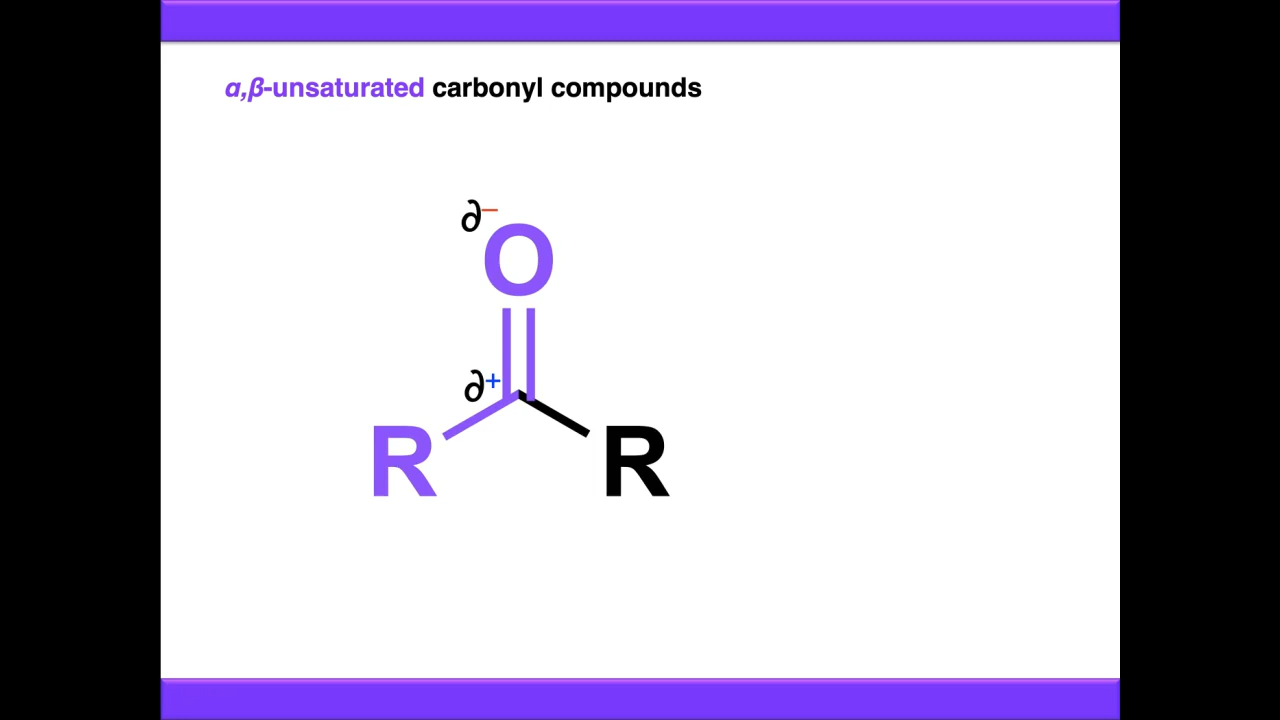 α,β-unsaturated carbonyl compounds
∂−
O
∂+
R R